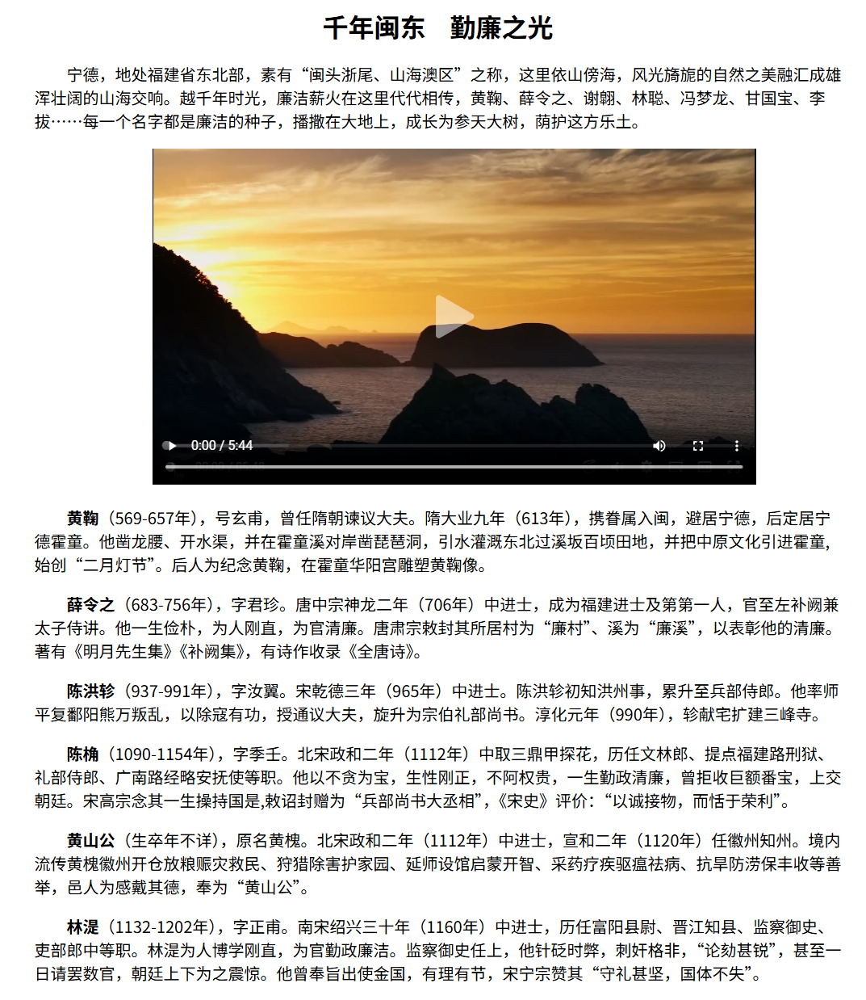 千年闽东　勤廉之光
宁德，地处福建省东北部，素有“闽头浙尾、山海澳区”之称，这里依山傍海，风光旖旎的自然之美融汇成雄
浑壮阔的山海交响。越千年时光，廉洁薪火在这里代代相传，黄鞠、薛令之、谢翱、林聪、冯梦龙、甘国宝、李
拔……每一个名字都是廉洁的种子，播撒在大地上，成长为参天大树，荫护这方乐土。
0:00 / 5:44
黄鞠（569-657年），号玄甫，曾任隋朝谏议大夫。隋大业九年（613年），携眷属入闽，避居宁德，后定居宁
德霍童。他凿龙腰、开水渠，并在霍童溪对岸凿琵琶洞，引水灌溉东北过溪坂百顷田地，并把中原文化引进霍童,
始创“二月灯节”。后人为纪念黄鞠，在霍童华阳宫雕塑黄鞠像。
薛令之（683-756年），字君珍。唐中宗神龙二年（706年）中进士，成为福建进士及第第一人，官至左补阙兼
太子侍讲。他一生俭朴，为人刚直，为官清廉。唐肃宗敕封其所居村为“廉村”、溪为“廉溪”，以表彰他的清廉。
著有《明月先生集》《补阙集》，有诗作收录《全唐诗》。
陈洪轸（937-991年），字汝翼。宋乾德三年（965年）中进士。陈洪轸初知洪州事，累升至兵部侍郎。他率师
平复鄱阳熊万叛乱，以除寇有功，授通议大夫，旋升为宗伯礼部尚书。淳化元年（990年），轸献宅扩建三峰寺。
陈桷（1090-1154年），字季壬。北宋政和二年（1112年）中取三鼎甲探花，历任文林郎、提点福建路刑狱、
礼部侍郎、广南路经略安抚使等职。他以不贪为宝，生性刚正，不阿权贵，一生勤政清廉，曾拒收巨额番宝，上交
朝廷。宋高宗念其一生操持国是,敕诏封赠为“兵部尚书大丞相”，《宋史》评价：“以诚接物，而恬于荣利”。
黄山公（生卒年不详），原名黄槐。北宋政和二年（1112年）中进士，宣和二年（1120年）任徽州知州。境内
流传黄槐徽州开仓放粮赈灾救民、狩猎除害护家园、延师设馆启蒙开智、采药疗疾驱瘟祛病、抗旱防涝保丰收等善
举，邑人为感戴其德，奉为“黄山公”。
林湜（1132-1202年），字正甫。南宋绍兴三十年（1160年）中进士，历任富阳县尉、晋江知县、监察御史、
吏部郎中等职。林湜为人博学刚直，为官勤政廉洁。监察御史任上，他针砭时弊，刺奸格非，“论劾甚锐”，甚至一
日请罢数官，朝廷上下为之震惊。他曾奉旨出使金国，有理有节，宋宁宗赞其“守礼甚坚，国体不失”。